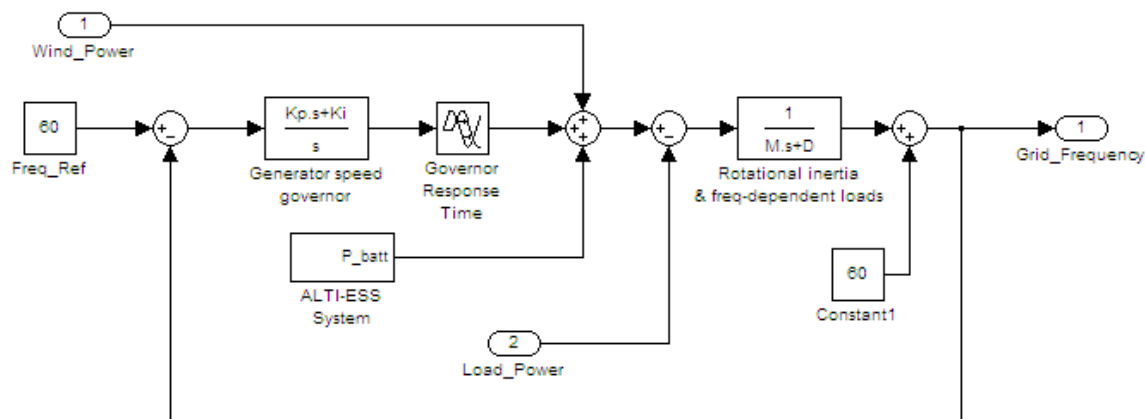 1
Wind_Power
60
Freq_Ref
+
−
Kp.s+Ki
s
Generator speed
governor
Governor
Response
Time
+
+
+
+
−
1
M.s+D
Rotational inertia
& freq-dependent loads
+
+
1
Grid_Frequency
P_batt
ALTI-ESS
System
60
Constant1
2
Load_Power